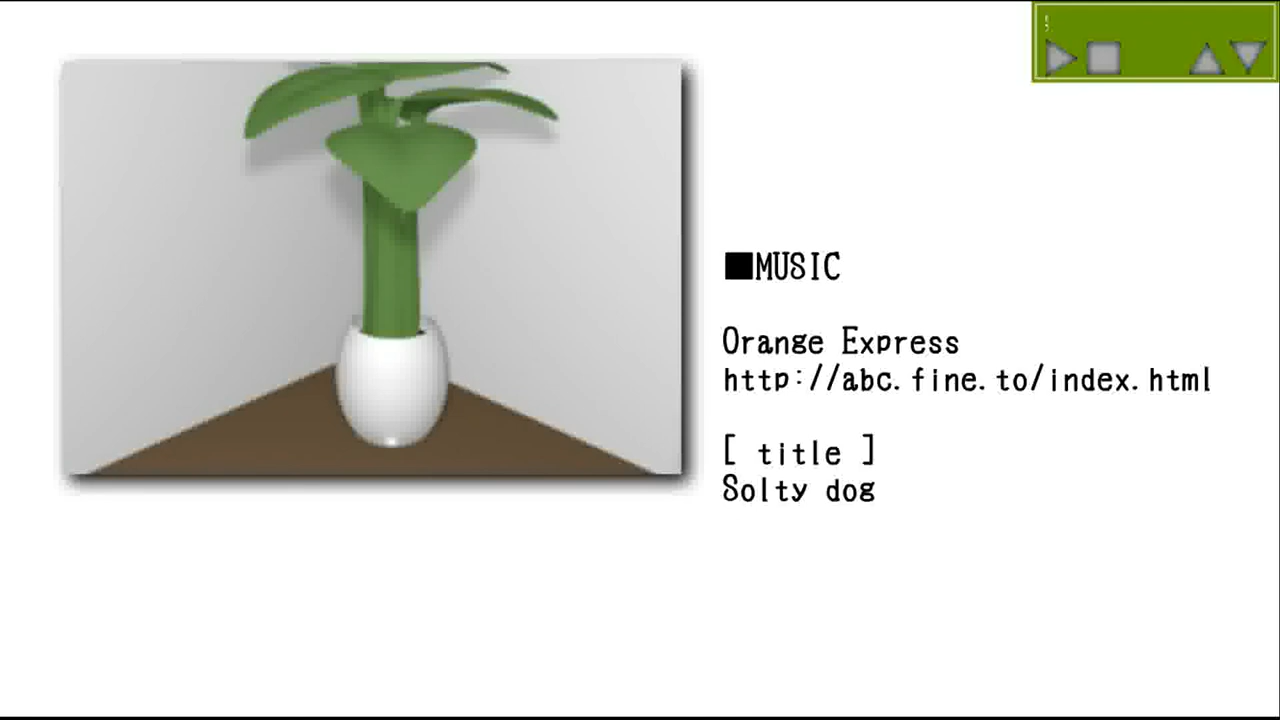 ■MUSIC
Orange Express
http://abc.fine.to/index.html
[ title ]
Solty dog